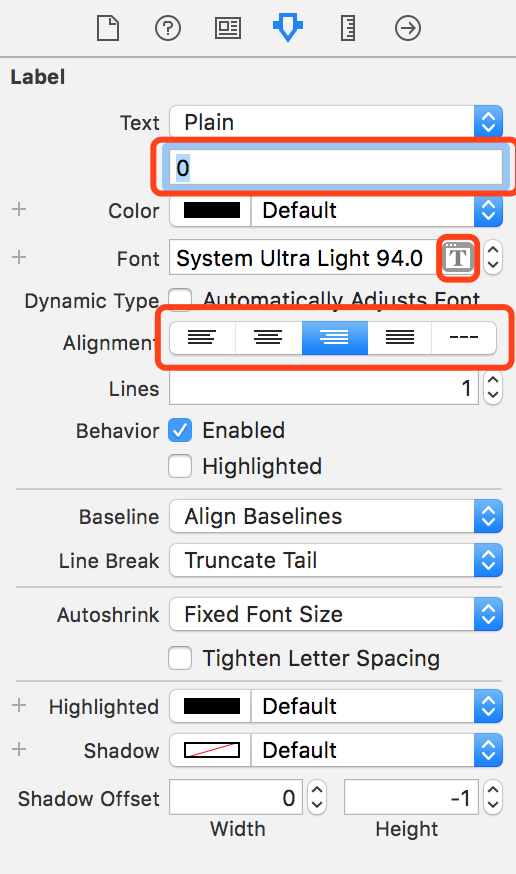 Label
Text Plain
0
Color Default
Font System Ultra Light 94.0 T
Dynamic Type Automatically Adjusts Font
Alignment
Lines 1
Behavior Enabled
Highlighted
Baseline Align Baselines
Line Break Truncate Tail
Autoshrink Fixed Font Size
Tighten Letter Spacing
Highlighted Default
Shadow Default
Shadow Offset 0 -1
Width Height